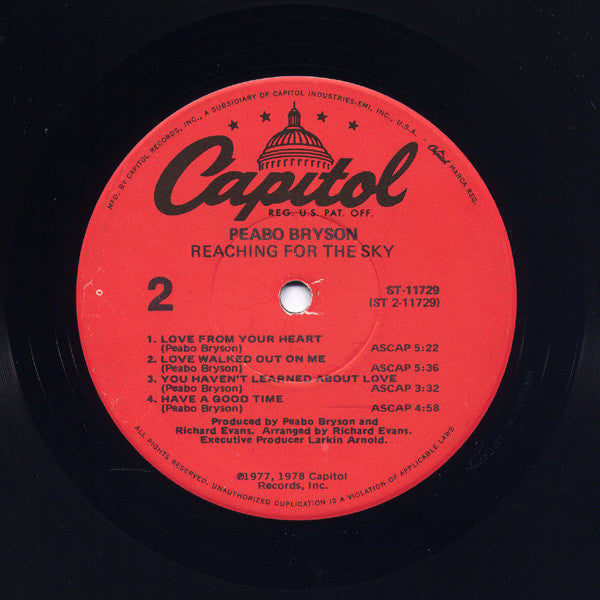 MFD. BY CAPITOL RECORDS, INC., A SUBSIDIARY OF CAPITOL INDUSTRIES-EMI, INC., U.S.A.
Capitol MARCA REG.
Capitol
REG. U.S. PAT. OFF.
PEABO BRYSON
REACHING FOR THE SKY
2
ST-11729
(ST 2-11729)
1. LOVE FROM YOUR HEART
(Peabo Bryson) ASCAP 5:22
2. LOVE WALKED OUT ON ME
(Peabo Bryson) ASCAP 5:36
3. YOU HAVEN'T LEARNED ABOUT LOVE
(Peabo Bryson) ASCAP 3:32
4. HAVE A GOOD TIME
(Peabo Bryson) ASCAP 4:58
Produced by Peabo Bryson and
Richard Evans. Arranged by Richard Evans.
Executive Producer Larkin Arnold.
℗1977, 1978 Capitol
Records, Inc.
ALL RIGHTS RESERVED. UNAUTHORIZED DUPLICATION IS A VIOLATION OF APPLICABLE LAWS